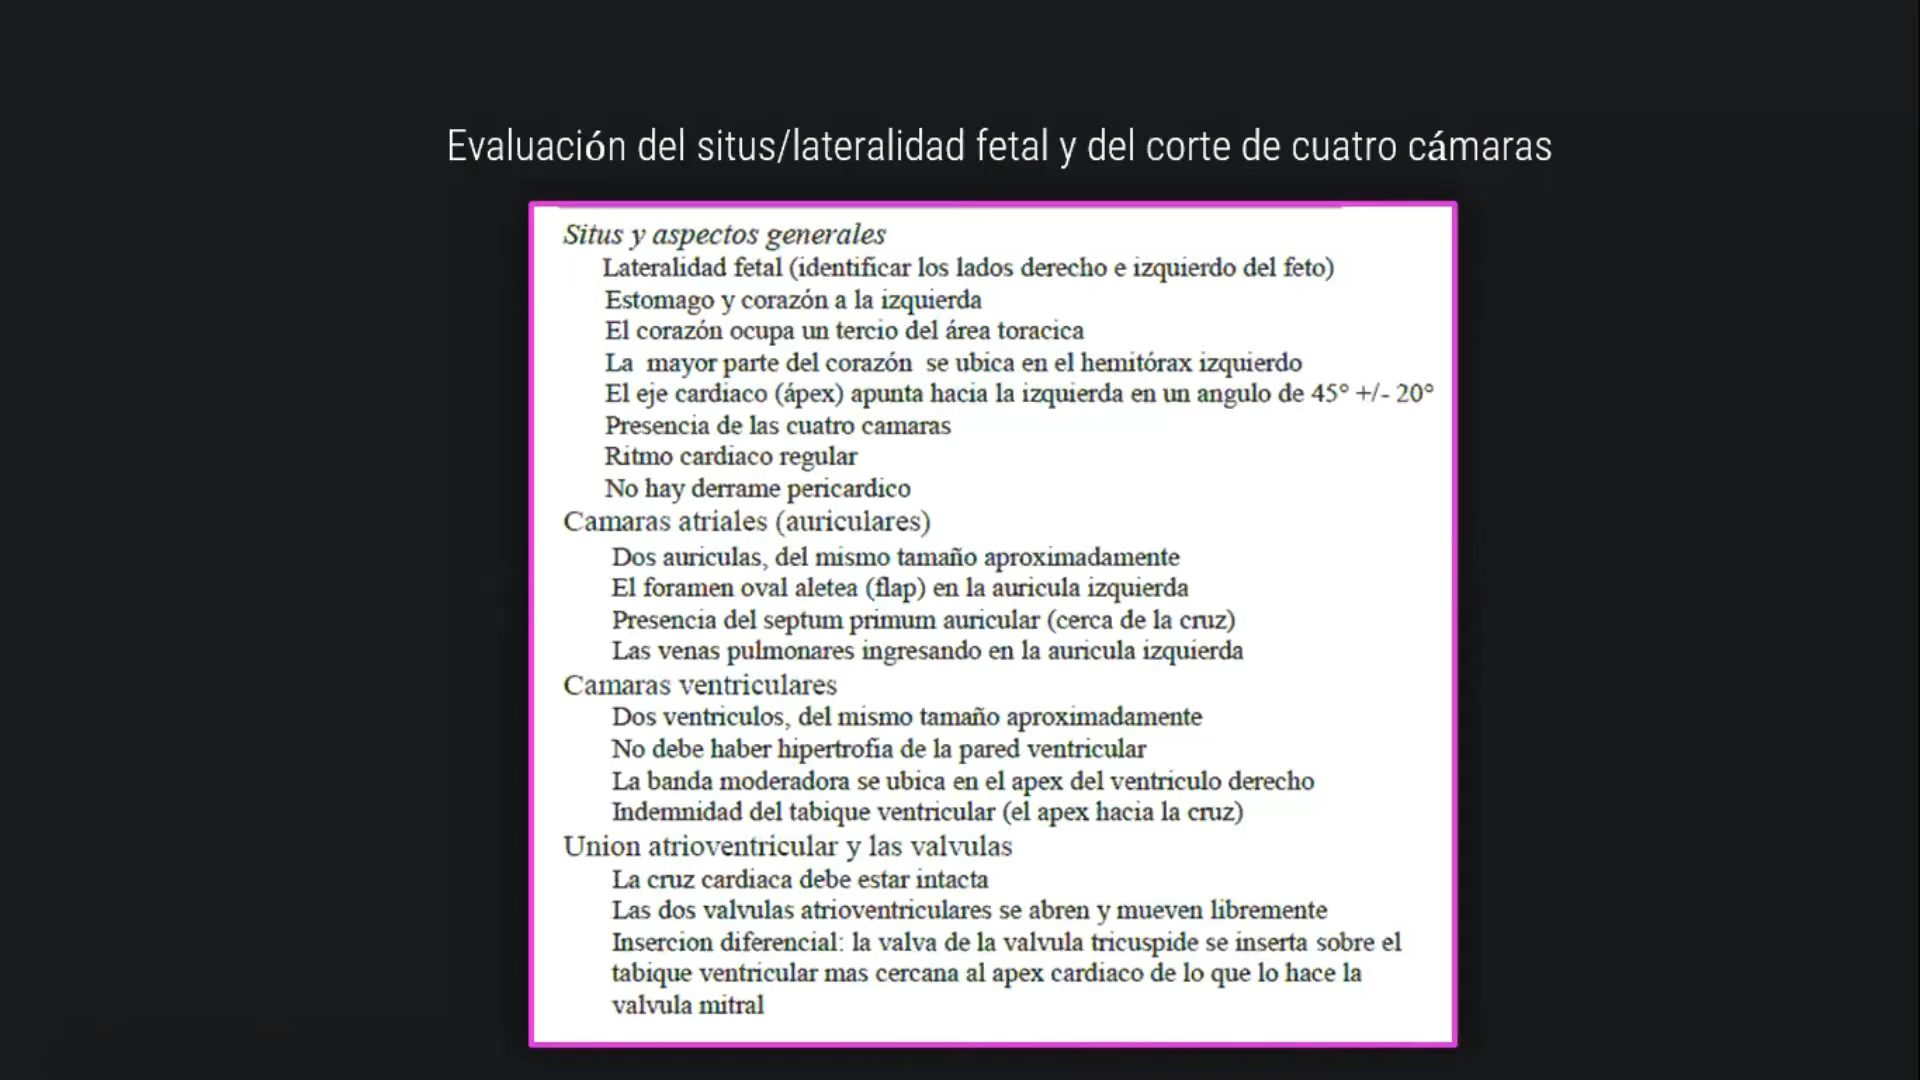 Evaluación del situs/lateralidad fetal y del corte de cuatro cámaras
Situs y aspectos generales
Lateralidad fetal (identificar los lados derecho e izquierdo del feto)
Estomago y corazón a la izquierda
El corazón ocupa un tercio del área toracica
La mayor parte del corazón se ubica en el hemitórax izquierdo
El eje cardiaco (ápex) apunta hacia la izquierda en un angulo de 45° +/- 20°
Presencia de las cuatro camaras
Ritmo cardiaco regular
No hay derrame pericardico
Camaras atriales (auriculares)
Dos auriculas, del mismo tamaño aproximadamente
El foramen oval aletea (flap) en la auricula izquierda
Presencia del septum primum auricular (cerca de la cruz)
Las venas pulmonares ingresando en la auricula izquierda
Camaras ventriculares
Dos ventriculos, del mismo tamaño aproximadamente
No debe haber hipertrofia de la pared ventricular
La banda moderadora se ubica en el apex del ventriculo derecho
Indemnidad del tabique ventricular (el apex hacia la cruz)
Union atrioventricular y las valvulas
La cruz cardiaca debe estar intacta
Las dos valvulas atrioventriculares se abren y mueven libremente
Insercion diferencial: la valva de la valvula tricuspide se inserta sobre el
tabique ventricular mas cercana al apex cardiaco de lo que lo hace la
valvula mitral